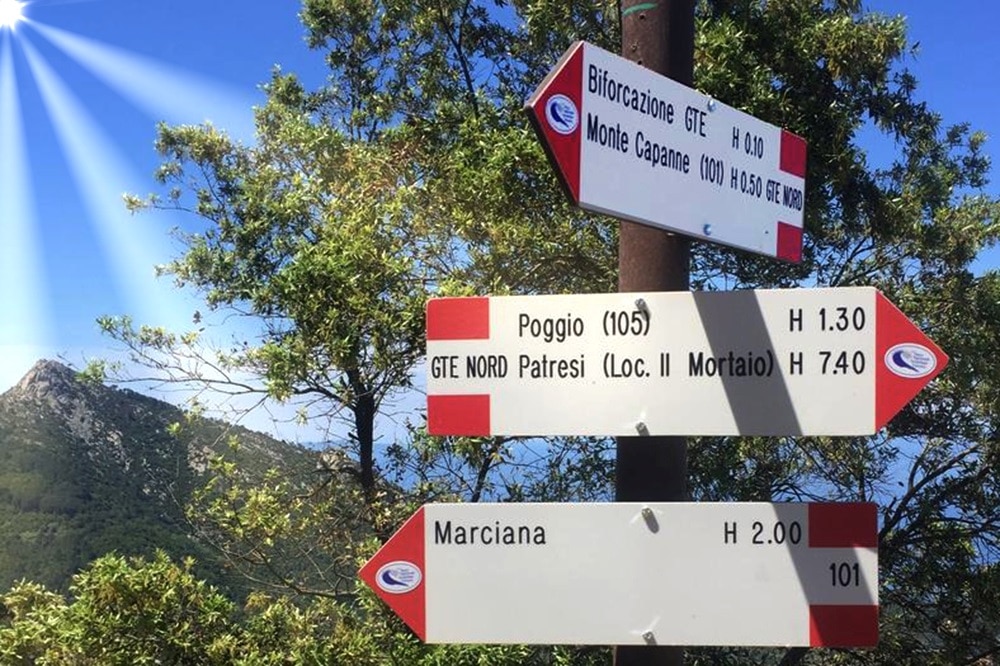 Biforcazione GTE H 0.10
Monte Capanne (101) H 0.50 GTE NORD
Poggio (105) H 1.30
GTE NORD Patresi (Loc. Il Mortaio) H 7.40
Marciana H 2.00
101